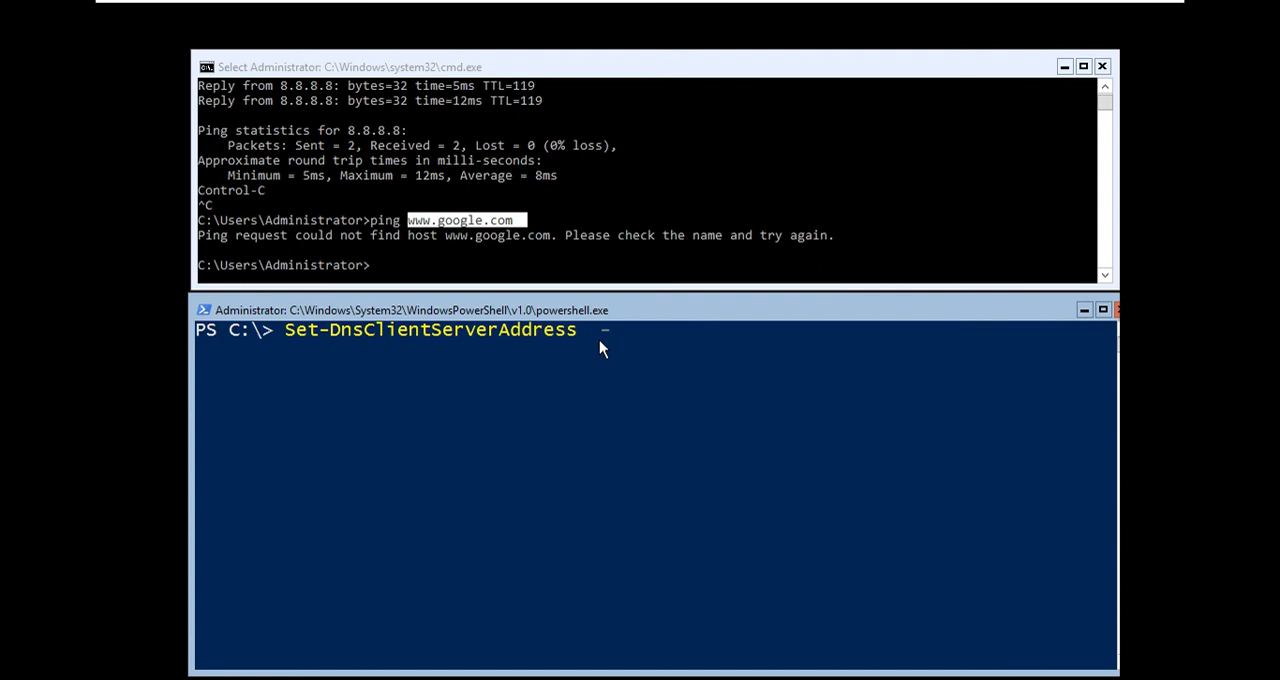 Select Administrator: C:\Windows\system32\cmd.exe
Reply from 8.8.8.8: bytes=32 time=5ms TTL=119
Reply from 8.8.8.8: bytes=32 time=12ms TTL=119
Ping statistics for 8.8.8.8:
Packets: Sent = 2, Received = 2, Lost = 0 (0% loss),
Approximate round trip times in milli-seconds:
Minimum = 5ms, Maximum = 12ms, Average = 8ms
Control-C
^C
C:\Users\Administrator>ping www.google.com
Ping request could not find host www.google.com. Please check the name and try again.
C:\Users\Administrator>
Administrator: C:\Windows\System32\WindowsPowerShell\v1.0\powershell.exe
PS C:\> Set-DnsClientServerAddress  -